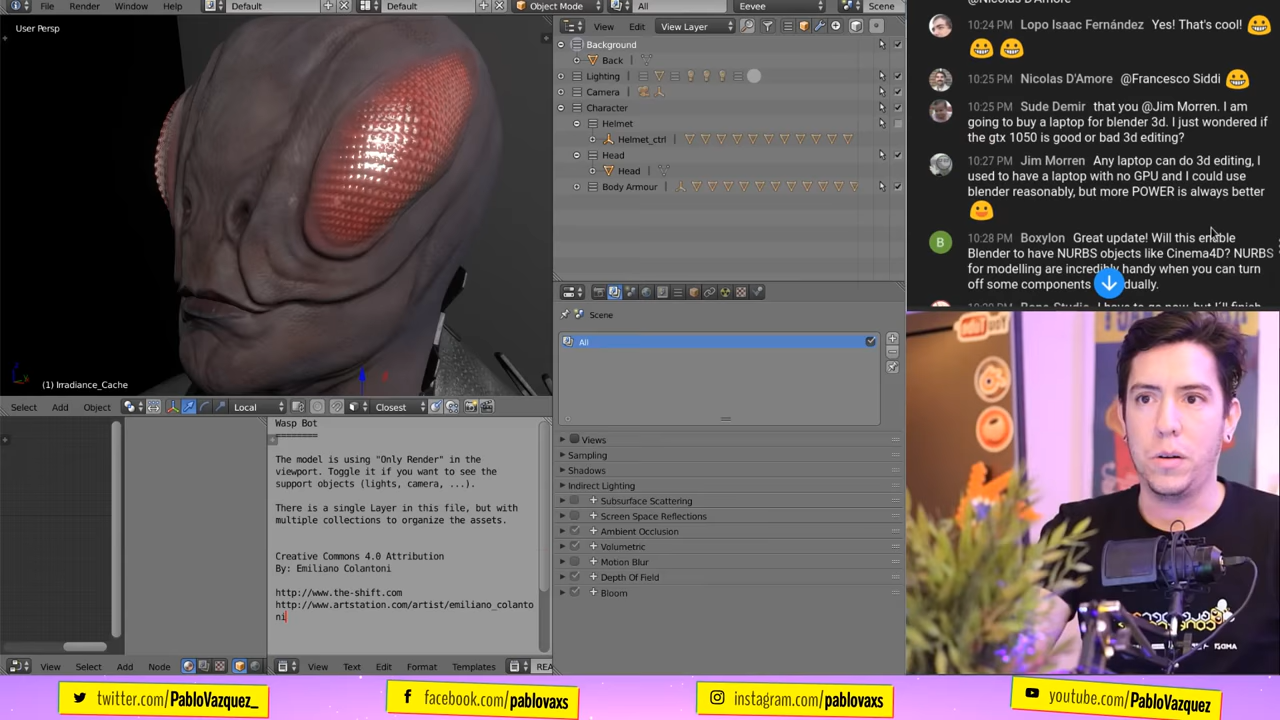 File Render Window Help Default Default Object Mode All Eevee Scene
User Persp
(1) Irradiance_Cache
Select Add Object Local Closest
View Edit View Layer
Background
Back
Lighting
Camera
Character
Helmet
Helmet_ctrl
Head
Head
Body Armour
Scene
All
Views
Sampling
Shadows
Indirect Lighting
Subsurface Scattering
Screen Space Reflections
Ambient Occlusion
Volumetric
Motion Blur
Depth Of Field
Bloom
Wasp Bot
========
The model is using "Only Render" in the
viewport. Toggle it if you want to see the
support objects (lights, camera, ...).
There is a single Layer in this file, but with
multiple collections to organize the assets.
Creative Commons 4.0 Attribution
By: Emiliano Colantoni
http://www.the-shift.com
http://www.artstation.com/artist/emiliano_colanto
ni
View Select Add Node
View Text Edit Format Templates REA
10:24 PM Lopo Isaac Fernández Yes! That's cool! 😀
😀 😀
10:25 PM Nicolas D'Amore @Francesco Siddi 😀
10:25 PM Sude Demir that you @Jim Morren. I am
going to buy a laptop for blender 3d. I just wondered if
the gtx 1050 is good or bad 3d editing?
10:27 PM Jim Morren Any laptop can do 3d editing, I
used to have a laptop with no GPU and I could use
blender reasonably, but more POWER is always better
😃
B
10:28 PM Boxylon Great update! Will this enable
Blender to have NURBS objects like Cinema4D? NURBS
for modelling are incredibly handy when you can turn
off some components
twitter.com/PabloVazquez_
facebook.com/pablovaxs
instagram.com/pablovaxs
youtube.com/PabloVazquez